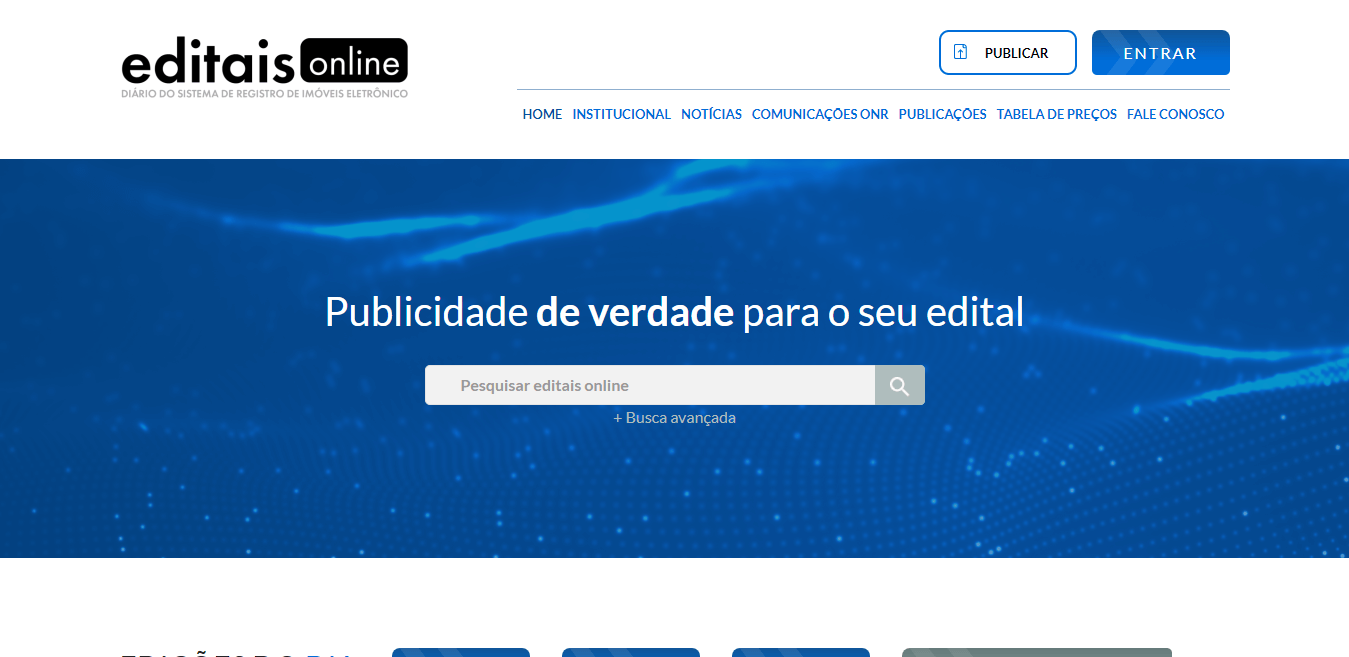 editais online
DIÁRIO DO SISTEMA DE REGISTRO DE IMÓVEIS ELETRÔNICO
PUBLICAR
ENTRAR
HOME INSTITUCIONAL NOTÍCIAS COMUNICAÇÕES ONR PUBLICAÇÕES TABELA DE PREÇOS FALE CONOSCO
Publicidade de verdade para o seu edital
Pesquisar editais online
+ Busca avançada